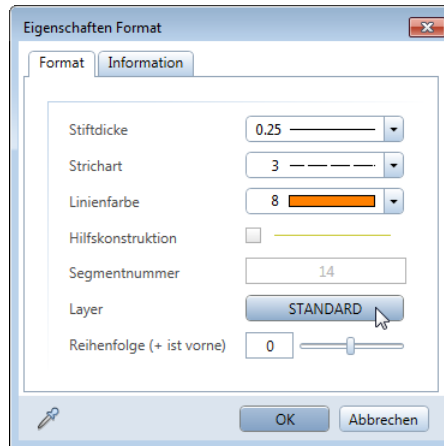 Eigenschaften Format
Format Information
Stiftdicke 0.25
Strichart 3
Linienfarbe 8
Hilfskonstruktion
Segmentnummer 14
Layer STANDARD
Reihenfolge (+ ist vorne) 0
OK Abbrechen